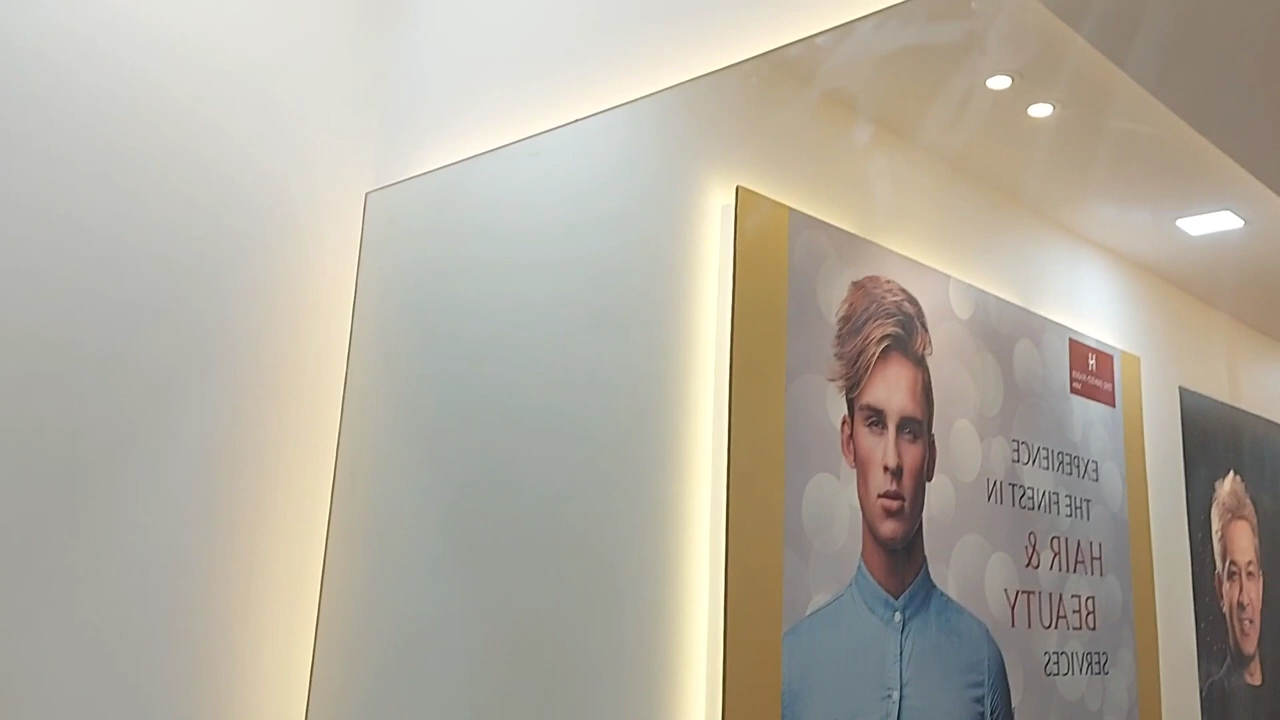 H
EXPERIENCE
THE FINEST IN
HAIR &
BEAUTY
SERVICES